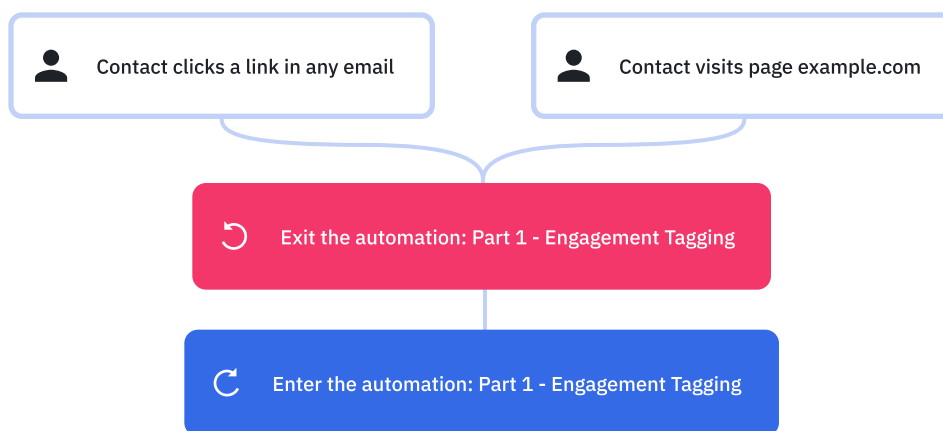 Contact clicks a link in any email
Contact visits page example.com
Exit the automation: Part 1 - Engagement Tagging
Enter the automation: Part 1 - Engagement Tagging